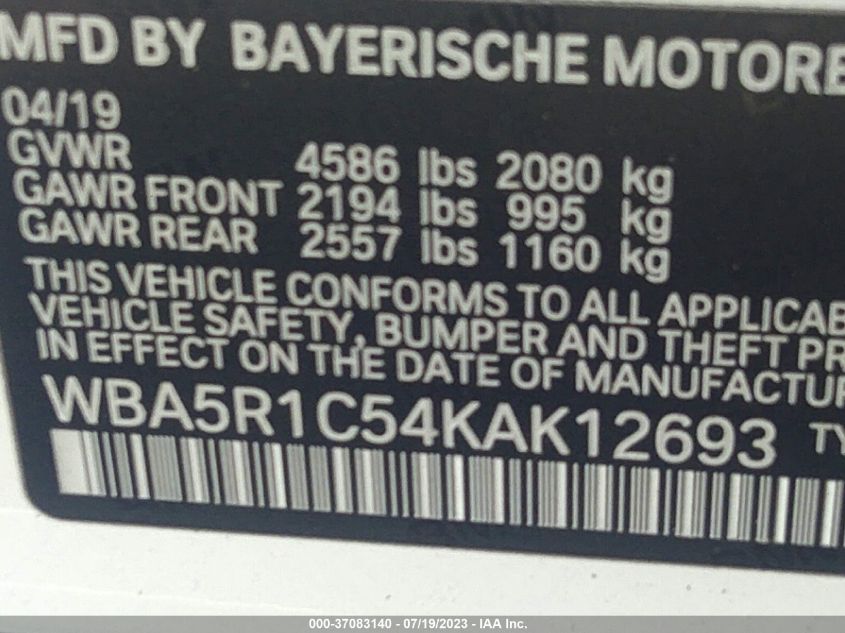 MFD BY BAYERISCHE MOTORE
04/19
GVWR 4586 lbs 2080 kg
GAWR FRONT 2194 lbs 995 kg
GAWR REAR 2557 lbs 1160 kg
THIS VEHICLE CONFORMS TO ALL APPLICAB
VEHICLE SAFETY, BUMPER AND THEFT PR
IN EFFECT ON THE DATE OF MANUFACTUR
WBA5R1C54KAK12693 TY
000-37083140 - 07/19/2023 - IAA Inc.